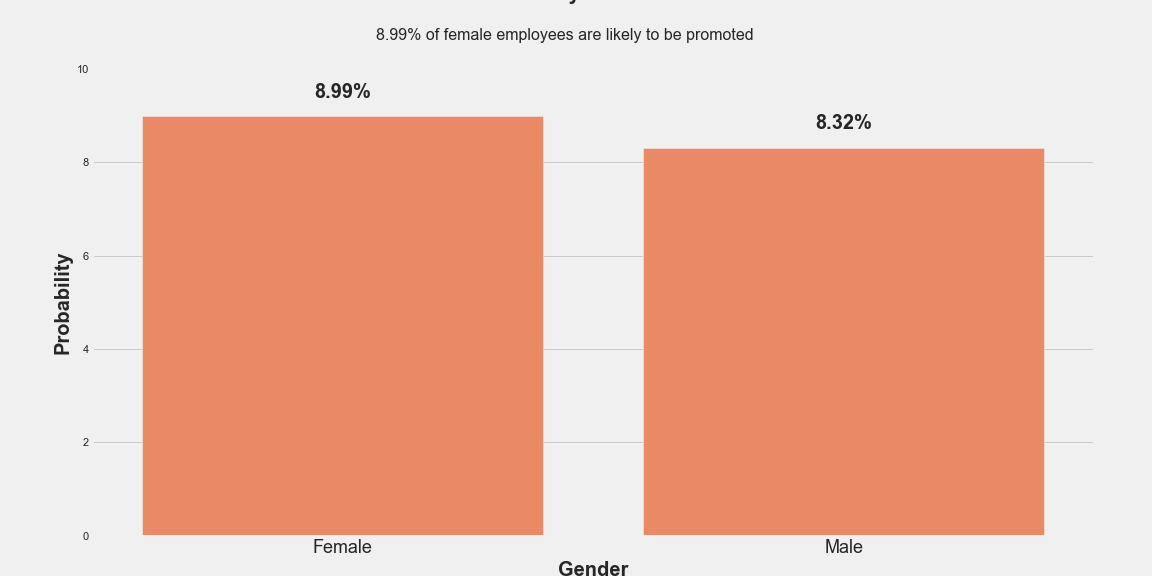 8.99% of female employees are likely to be promoted
10
8.99%
8.32%
8
6
Probability
4
2
0
Female
Male
Gender